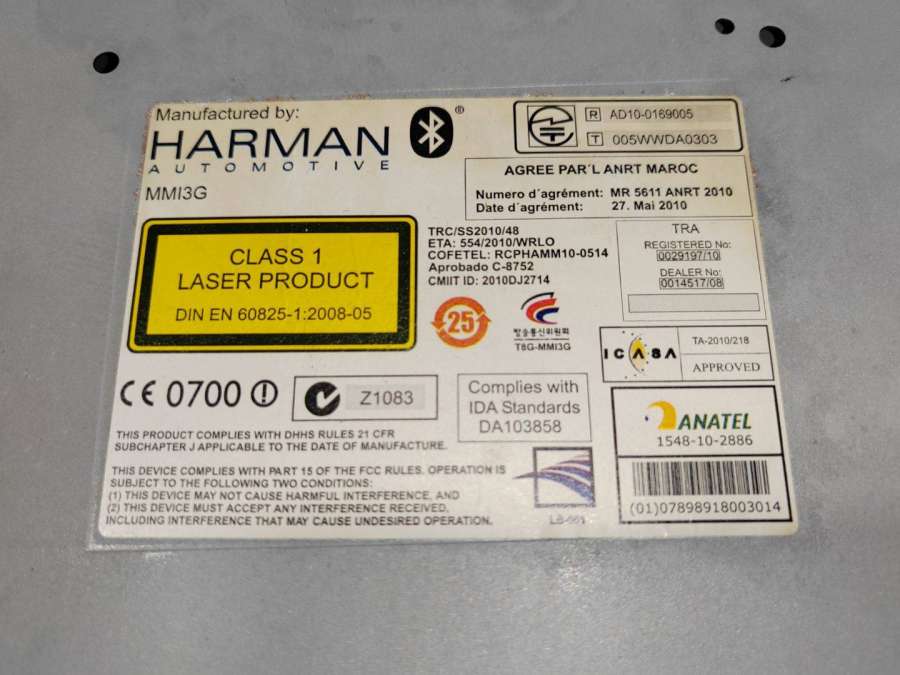 Manufactured by:
HARMAN
AUTOMOTIVE
®
MMI3G
R AD10-0169005
T 005WWDA0303
AGREE PAR´L ANRT MAROC
Numero d´agrément: MR 5611 ANRT 2010
Date d´agrément: 27. Mai 2010
CLASS 1
LASER PRODUCT
DIN EN 60825-1:2008-05
TRC/SS2010/48
ETA: 554/2010/WRLO
COFETEL: RCPHAMM10-0514
Aprobado C-8752
CMIIT ID: 2010DJ2714
TRA
REGISTERED No:
0029197/10
DEALER No:
0014517/08
25
방송통신위원회
T8G-MMI3G
ICASA
TA-2010/218
APPROVED
CE 0700
Z1083
Complies with
IDA Standards
DA103858
ANATEL
1548-10-2886
(01)07898918003014
THIS PRODUCT COMPLIES WITH DHHS RULES 21 CFR
SUBCHAPTER J APPLICABLE TO THE DATE OF MANUFACTURE.
THIS DEVICE COMPLIES WITH PART 15 OF THE FCC RULES. OPERATION IS
SUBJECT TO THE FOLLOWING TWO CONDITIONS:
(1) THIS DEVICE MAY NOT CAUSE HARMFUL INTERFERENCE, AND
(2) THIS DEVICE MUST ACCEPT ANY INTERFERENCE RECEIVED,
INCLUDING INTERFERENCE THAT MAY CAUSE UNDESIRED OPERATION.